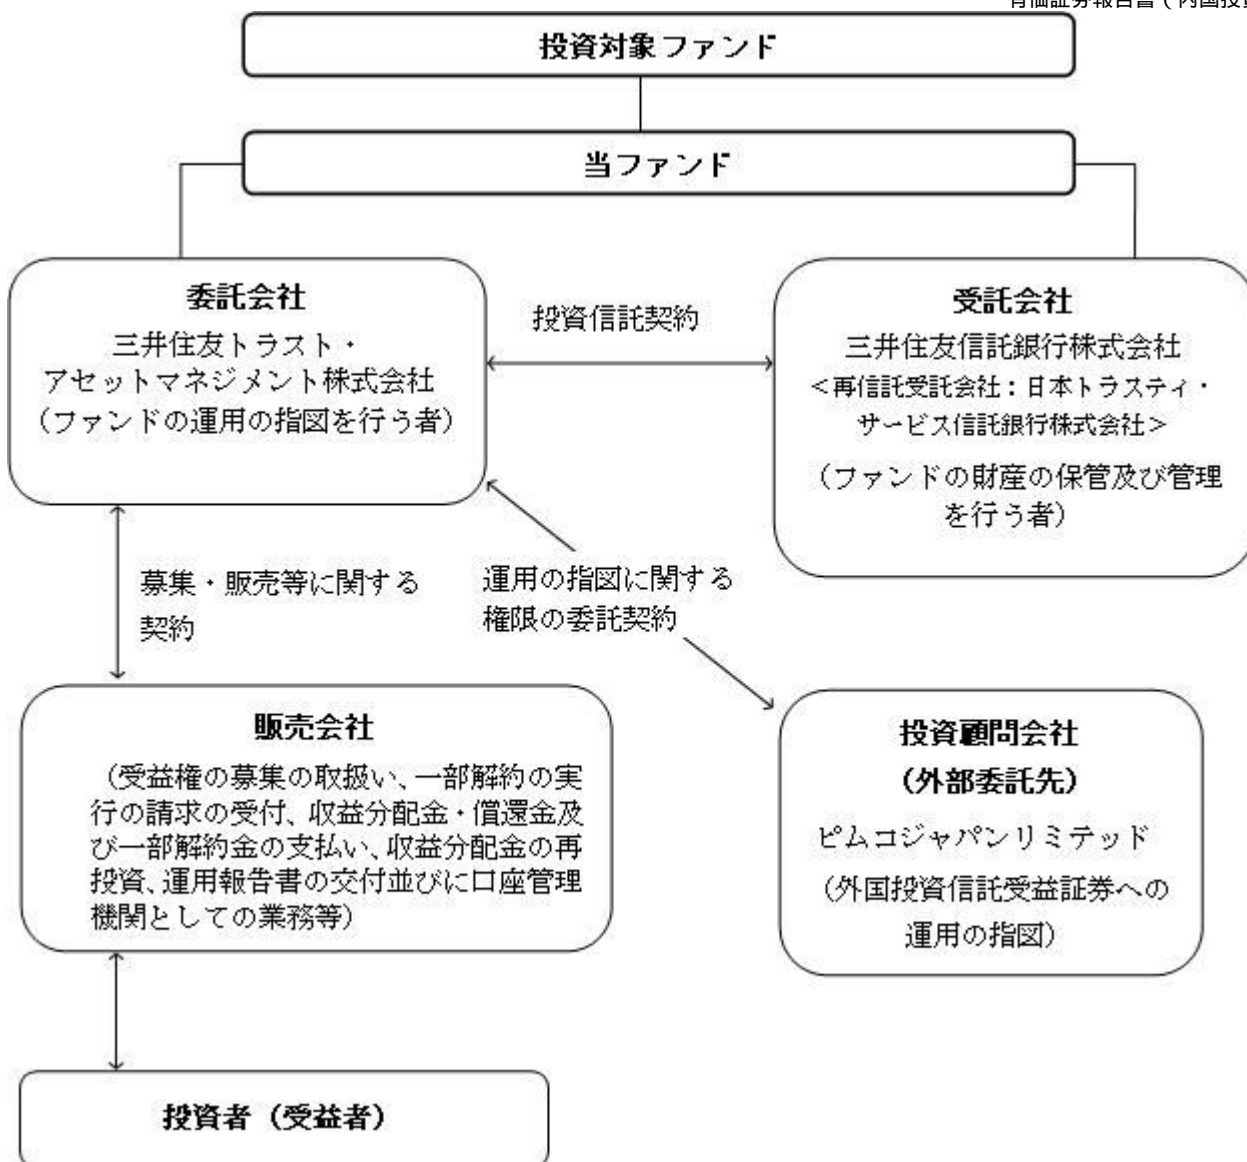 有価証券報告書（内国投資
投資対象ファンド
当ファンド
委託会社
三井住友トラスト・
アセットマネジメント株式会社
（ファンドの運用の指図を行う者）
投資信託契約
受託会社
三井住友信託銀行株式会社
＜再信託受託会社：日本トラスティ・
サービス信託銀行株式会社＞
（ファンドの財産の保管及び管理
を行う者）
募集・販売等に関する
契約
運用の指図に関する
権限の委託契約
販売会社
（受益権の募集の取扱い、一部解約の実
行の請求の受付、収益分配金・償還金及
び一部解約金の支払い、収益分配金の再
投資、運用報告書の交付並びに口座管理
機関としての業務等）
投資顧問会社
（外部委託先）
ピムコジャパンリミテッド
（外国投資信託受益証券への
運用の指図）
投資者（受益者）